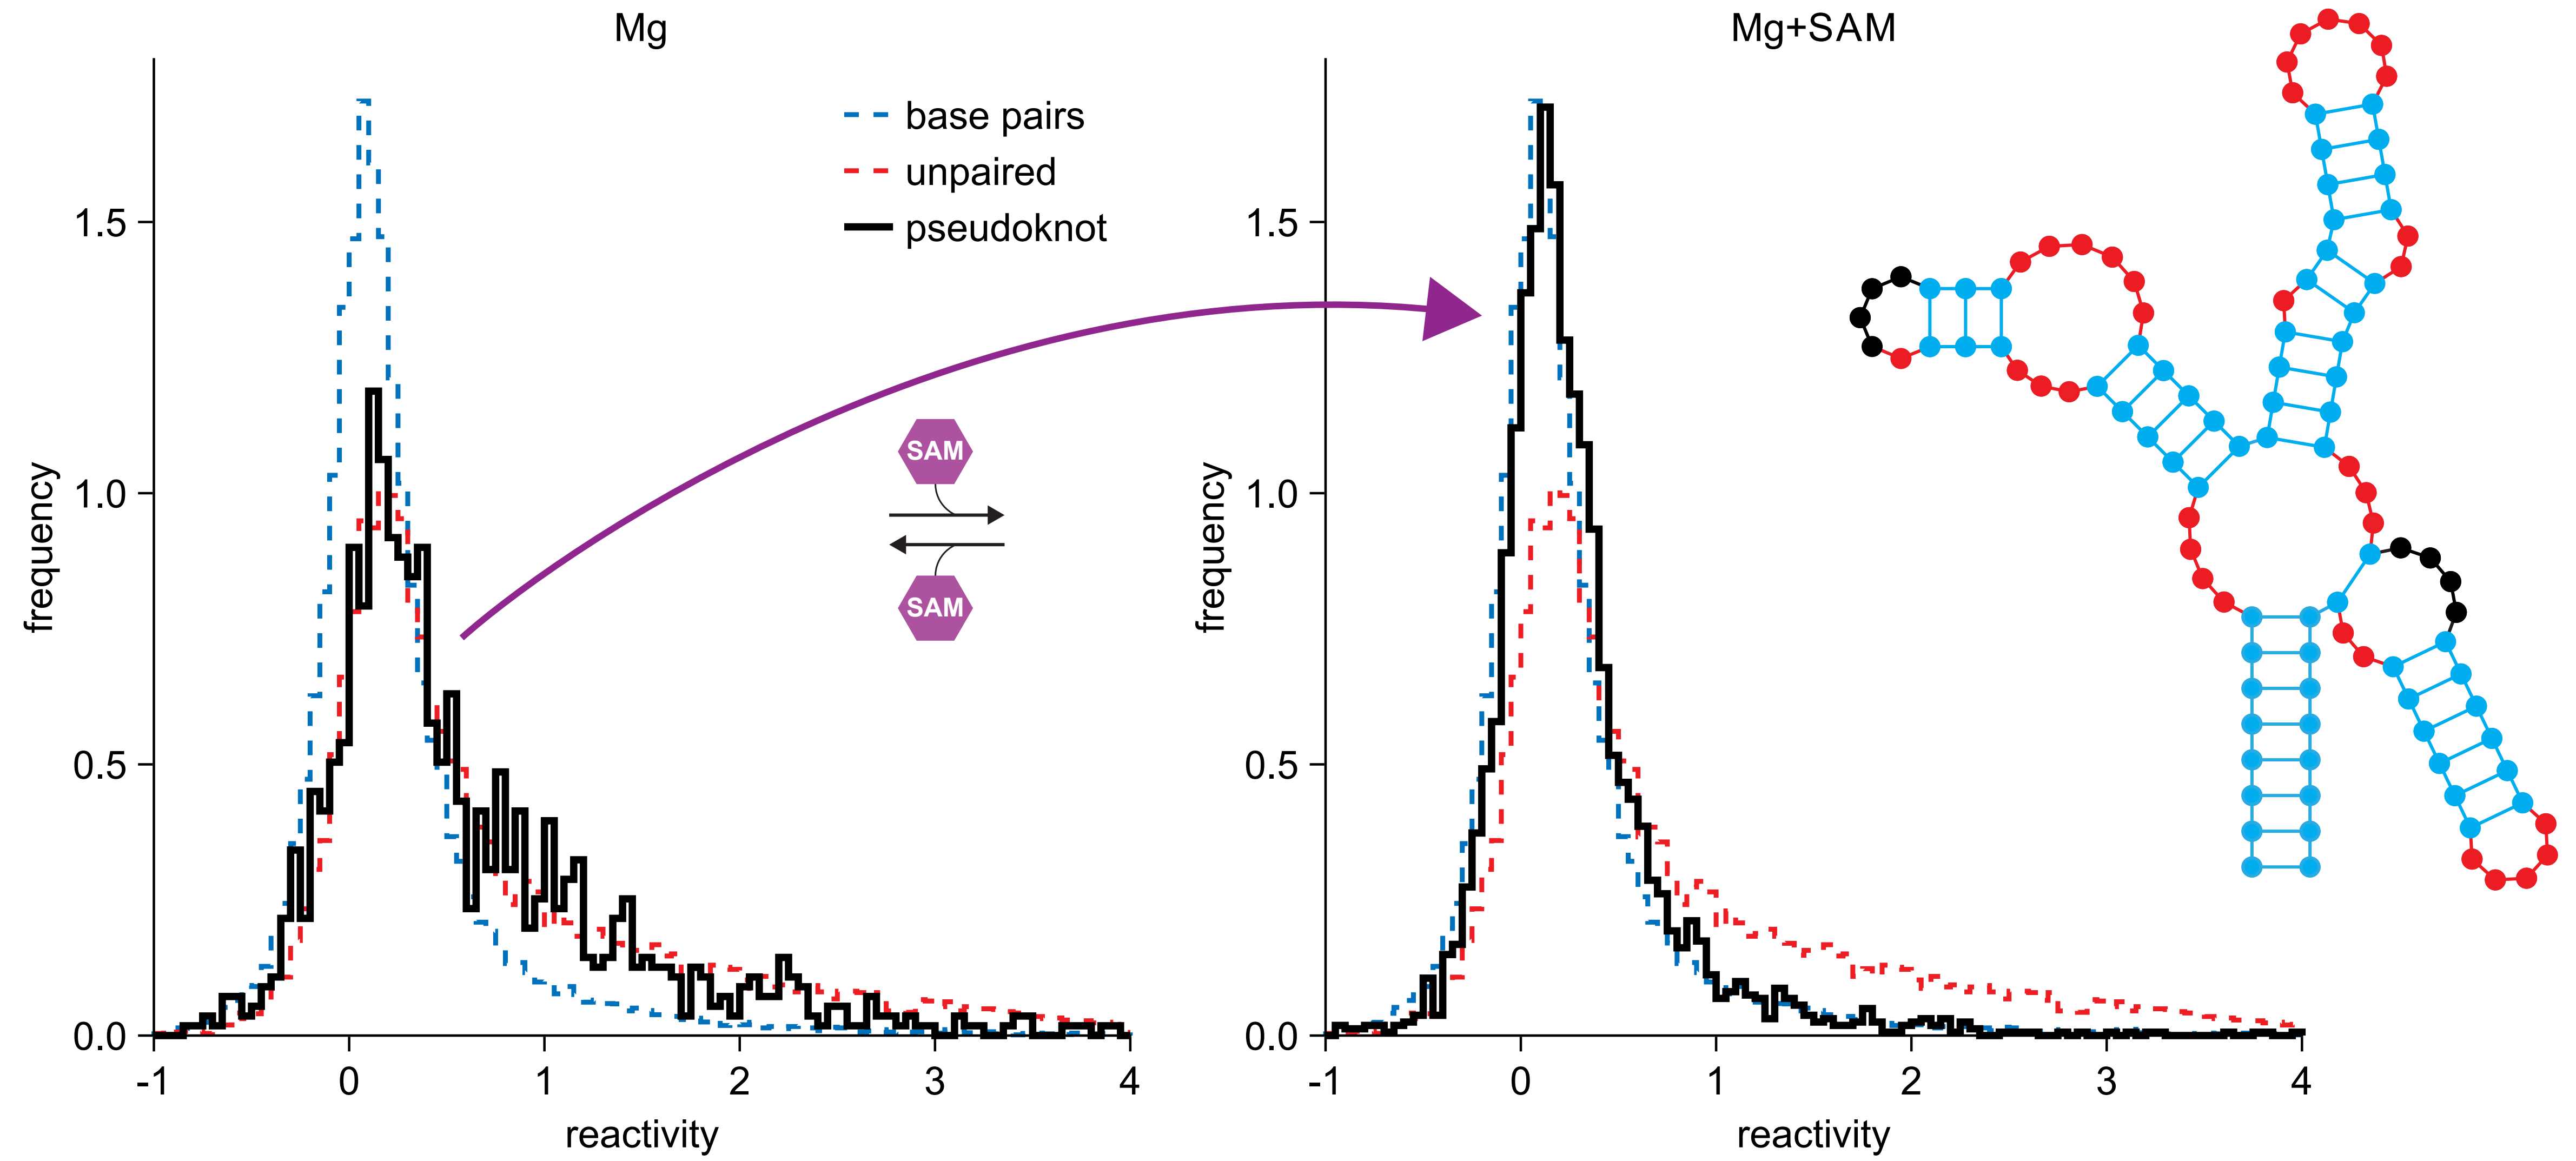 Mg
base pairs
unpaired
pseudoknot
1.5
1.0
0.5
0.0
frequency
-1 0 1 2 3 4
reactivity
SAM
SAM
Mg+SAM
1.5
1.0
0.5
0.0
frequency
-1 0 1 2 3 4
reactivity